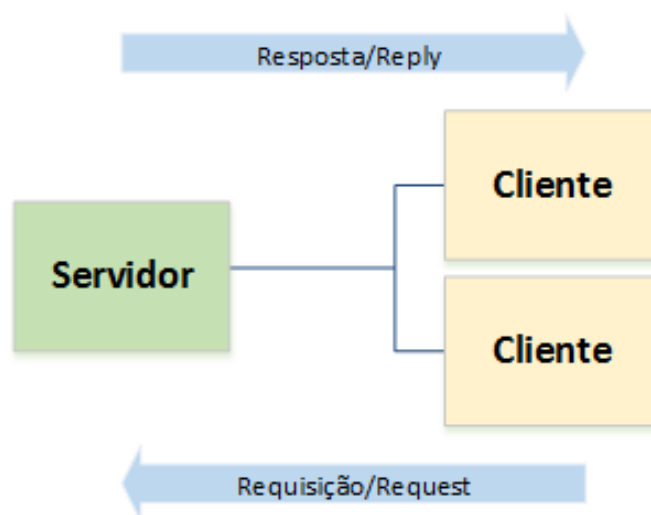 Resposta/Reply
Cliente
Servidor
Cliente
Requisição/Request